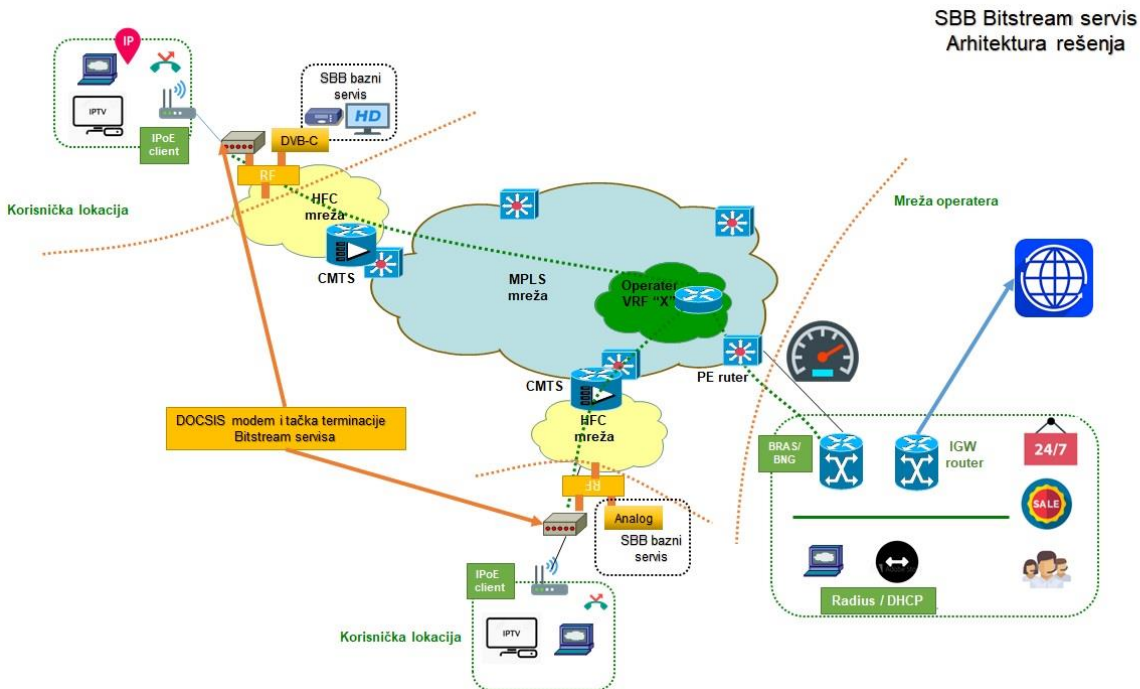 SBB Bitstream servis
Arhitektura rešenja
IP
IPTV
IPoE
client
SBB bazni
servis
HD
DVB-C
RF
Korisnička lokacija
HFC
mreža
CMTS
MPLS
mreža
Operater
VRF “X”
Mreža operatera
PE ruter
CMTS
HFC
mreža
DOCSIS modem i tačka terminacije
Bitstream servisa
RF
Analog
SBB bazni
servis
BRAS/
BNG
IGW
router
24/7
SALE
Radius / DHCP
IPoE
client
Korisnička lokacija
IPTV